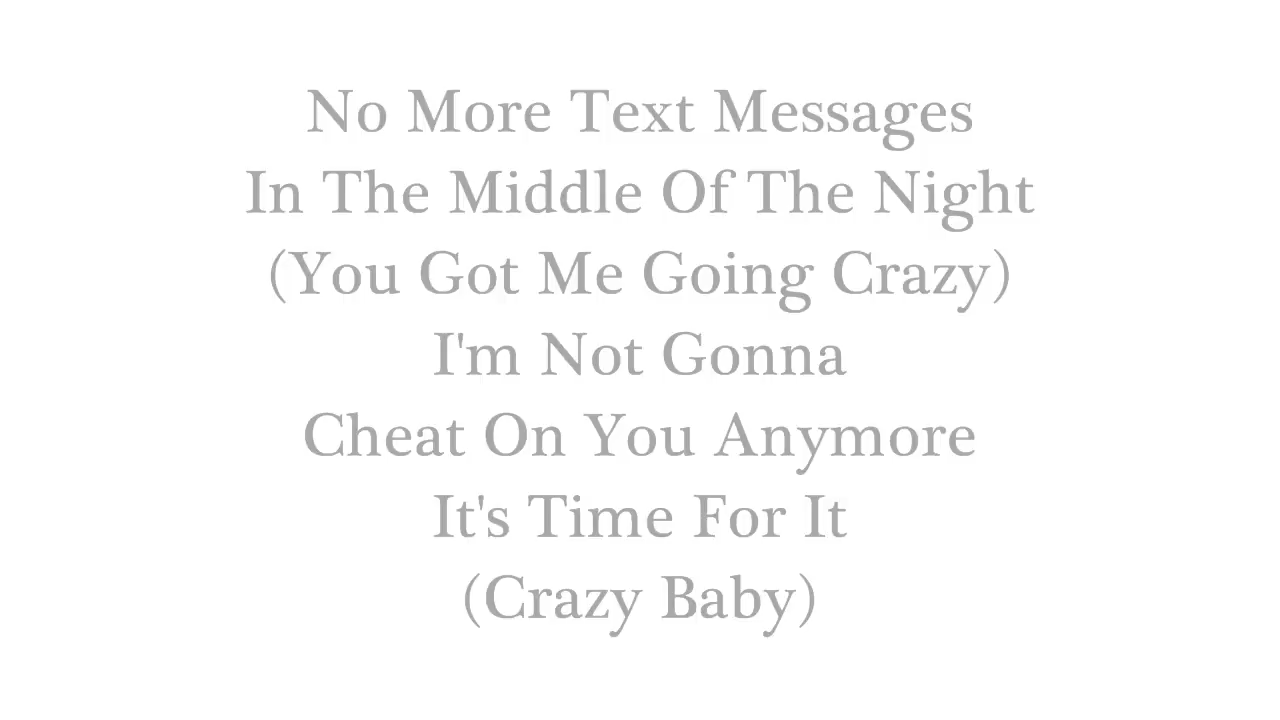 No More Text Messages
In The Middle Of The Night
(You Got Me Going Crazy)
I'm Not Gonna
Cheat On You Anymore
It's Time For It
(Crazy Baby)